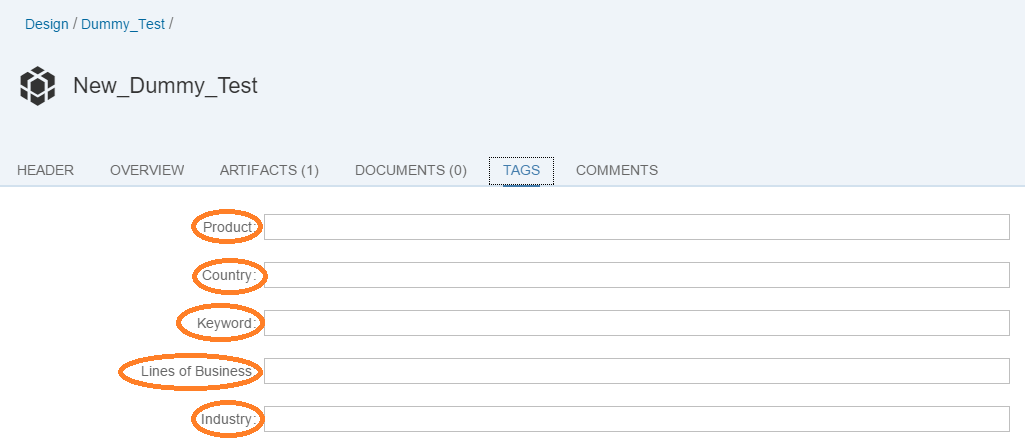 Design / Dummy_Test /
New_Dummy_Test
HEADER OVERVIEW ARTIFACTS (1) DOCUMENTS (0) TAGS COMMENTS
Product:
Country:
Keyword:
Lines of Business
Industry: